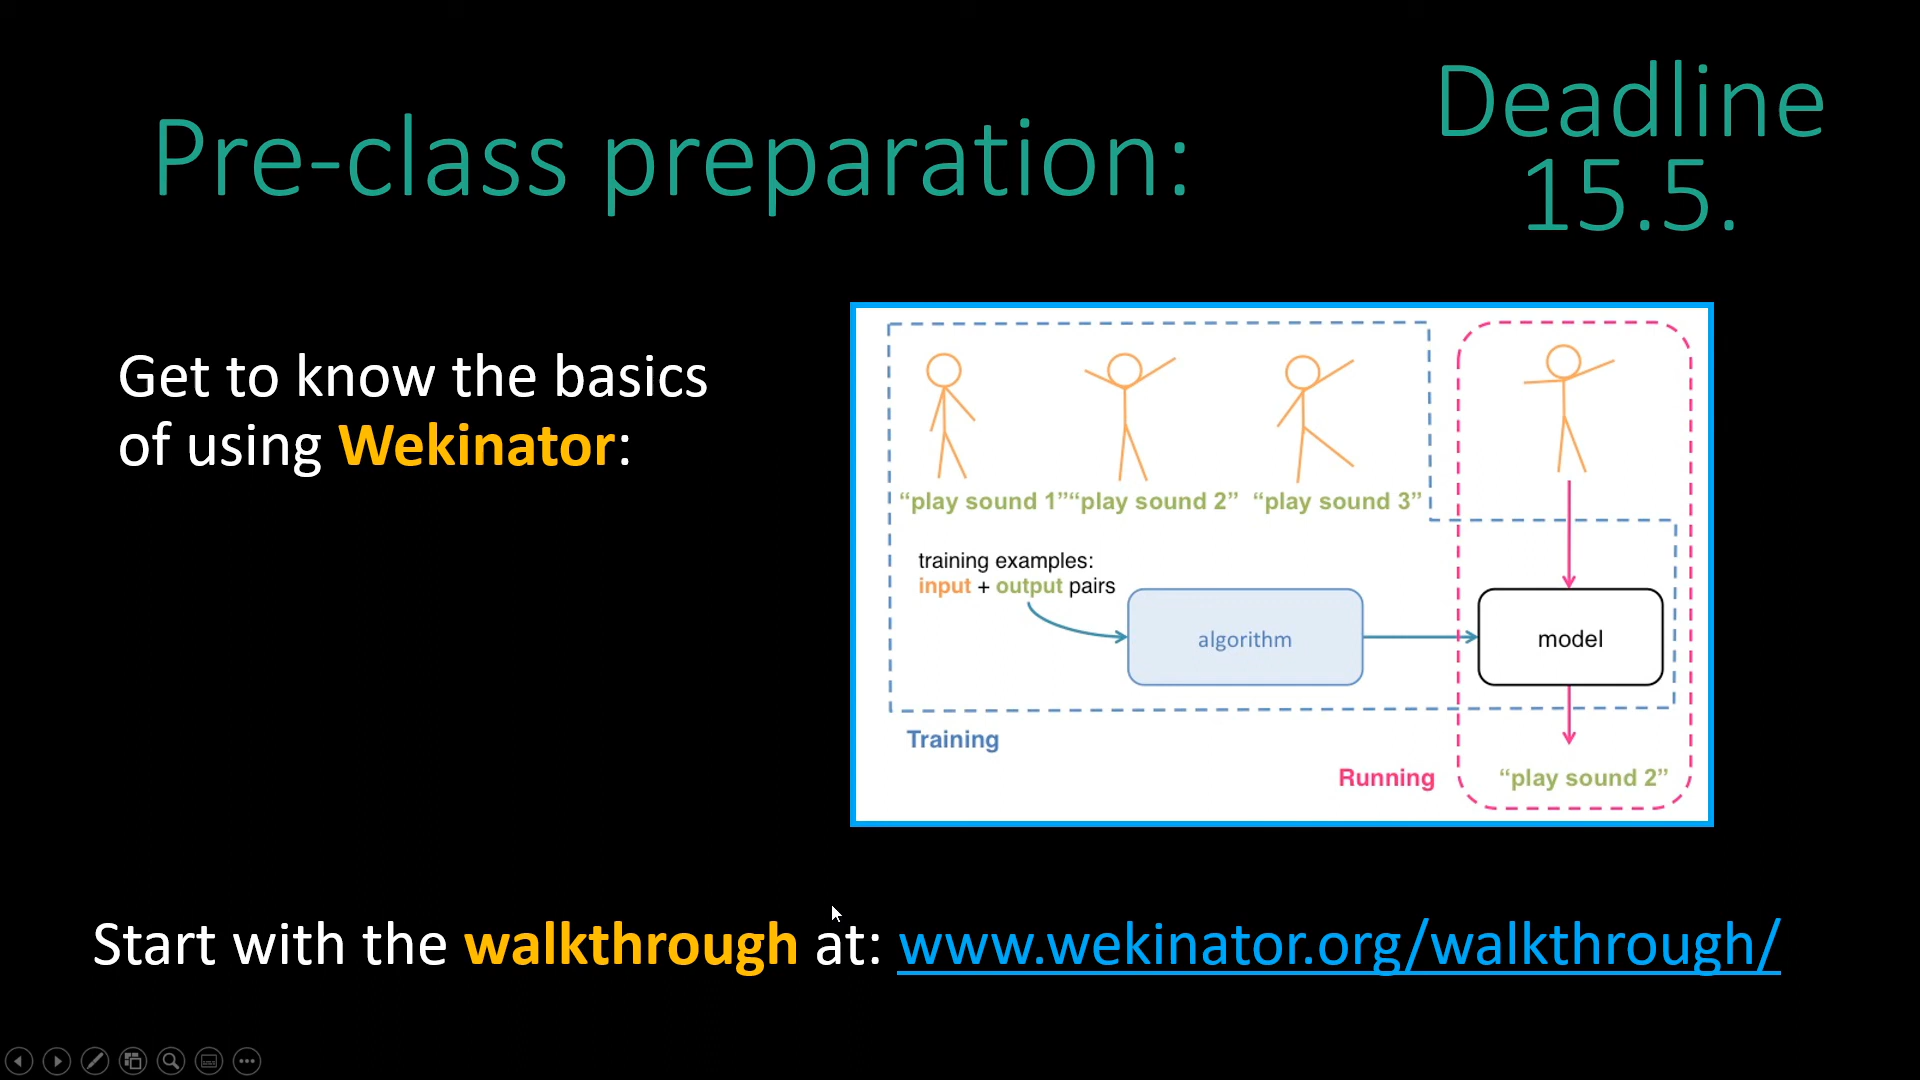 Pre-class preparation:
Deadline
15.5.
Get to know the basics
of using Wekinator:
“play sound 1” “play sound 2” “play sound 3”
training examples:
input + output pairs
algorithm
model
Training
Running
“play sound 2”
Start with the walkthrough at: www.wekinator.org/walkthrough/